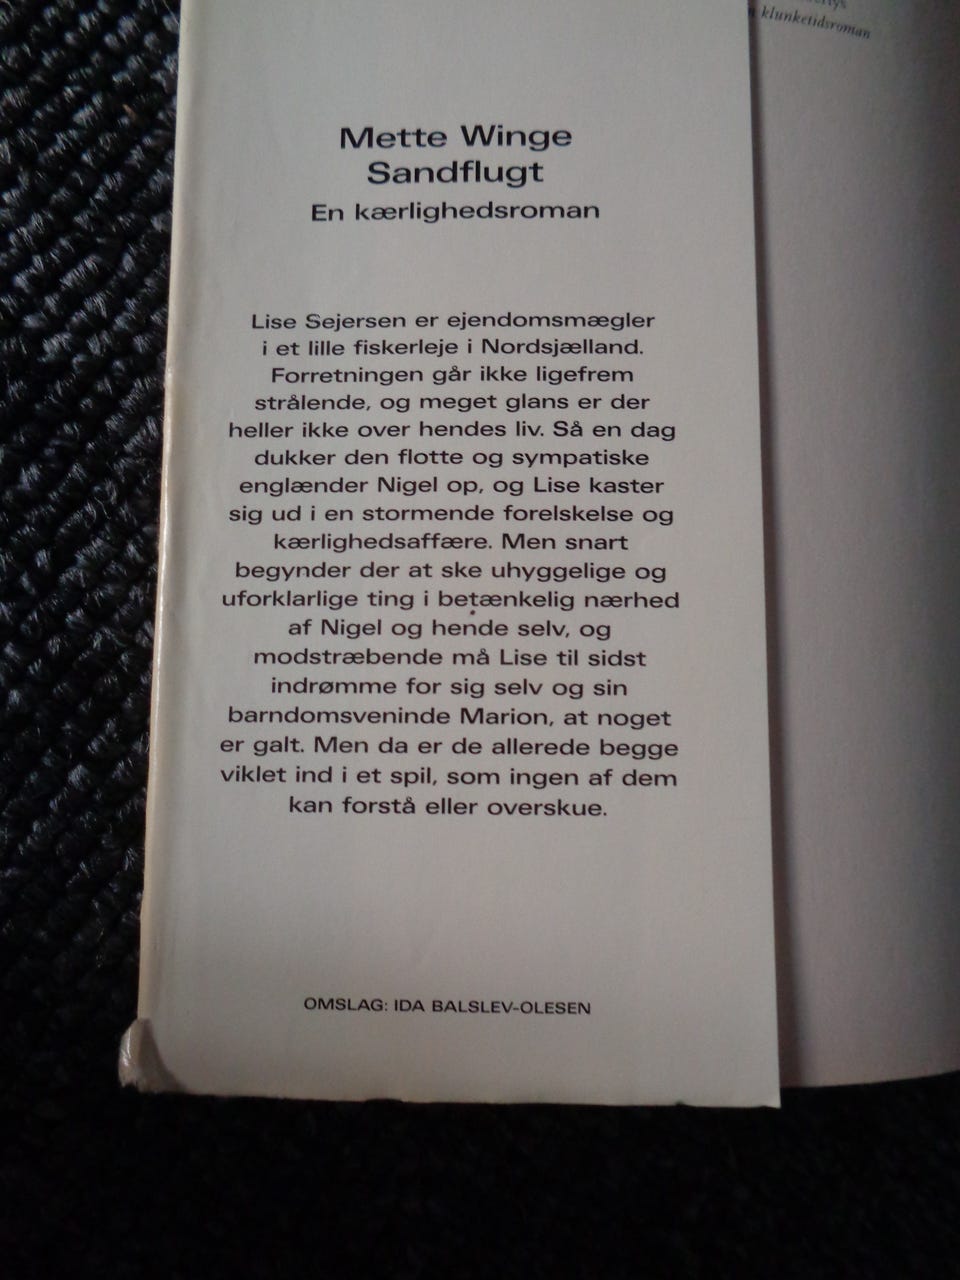 klunketidsroman
Mette Winge
Sandflugt
En kærlighedsroman
Lise Sejersen er ejendomsmægler
i et lille fiskerleje i Nordsjælland.
Forretningen går ikke ligefrem
strålende, og meget glans er der
heller ikke over hendes liv. Så en dag
dukker den flotte og sympatiske
englænder Nigel op, og Lise kaster
sig ud i en stormende forelskelse og
kærlighedsaffære. Men snart
begynder der at ske uhyggelige og
uforklarlige ting i betænkelig nærhed
af Nigel og hende selv, og
modstræbende må Lise til sidst
indrømme for sig selv og sin
barndomsveninde Marion, at noget
er galt. Men da er de allerede begge
viklet ind i et spil, som ingen af dem
kan forstå eller overskue.
OMSLAG: IDA BALSLEV-OLESEN